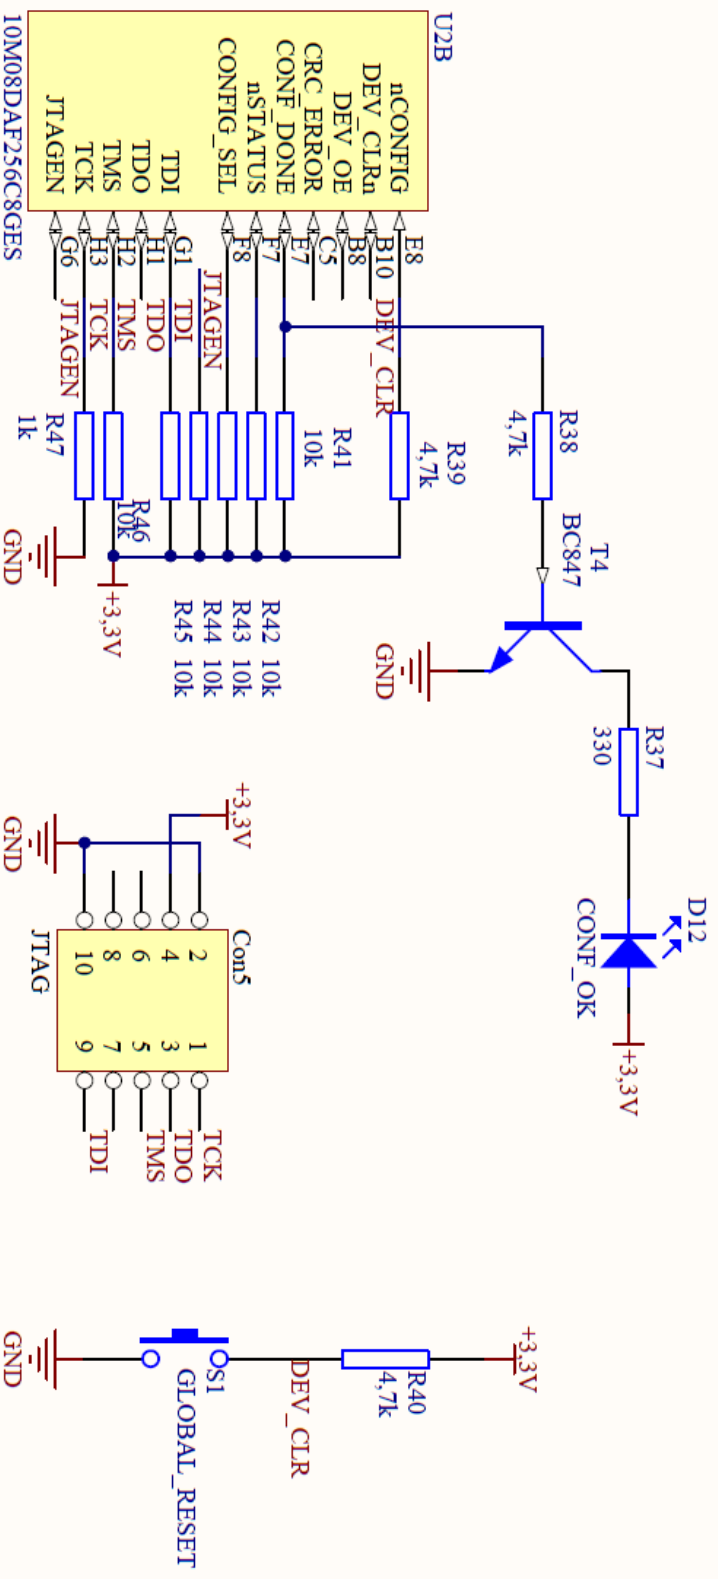 U2B
nCONFIG
DEV_CLRn
DEV_OE
CRC_ERROR
CONF_DONE
nSTATUS
CONFIG_SEL
TDI
TDO
TMS
TCK
JTAGEN
10M08DAF256C8GES
E8
B10
B8
C5
E7
F7
F8
G1
H1
H2
H3
G6
DEV_CLR
JTAGEN
TDI
TDO
TMS
TCK
JTAGEN
R38
4,7k
R39
4,7k
R41
10k
R46
10k
R47
1k
GND
+3,3V
R42 10k
R43 10k
R44 10k
R45 10k
T4
BC847
GND
R37
330
D12
CONF_OK
+3,3V
+3,3V
GND
Con5
2 1
4 3
6 5
8 7
10 9
JTAG
TCK
TDO
TMS
TDI
+3,3V
R40
4,7k
DEV_CLR
S1
GLOBAL_RESET
GND